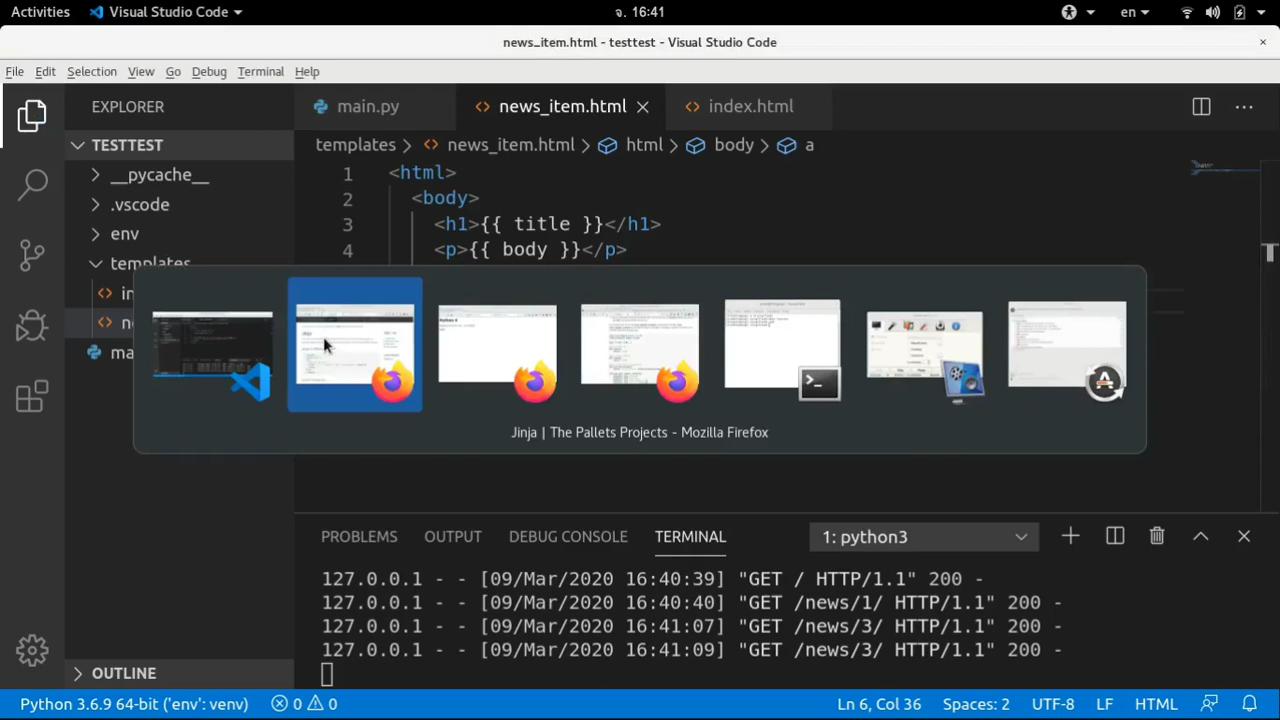 Activities Visual Studio Code จ. 16:41 en
news_item.html - testtest - Visual Studio Code
File Edit Selection View Go Debug Terminal Help
EXPLORER main.py news_item.html index.html
TESTTEST
templates > news_item.html > html > body > a
__pycache__
.vscode
env
templates
1 <html>
2 <body>
3 <h1>{{ title }}</h1>
4 <p>{{ body }}</p>
Jinja | The Pallets Projects - Mozilla Firefox
PROBLEMS OUTPUT DEBUG CONSOLE TERMINAL 1: python3
127.0.0.1 - - [09/Mar/2020 16:40:39] "GET / HTTP/1.1" 200 -
127.0.0.1 - - [09/Mar/2020 16:40:40] "GET /news/1/ HTTP/1.1" 200 -
127.0.0.1 - - [09/Mar/2020 16:41:07] "GET /news/3/ HTTP/1.1" 200 -
127.0.0.1 - - [09/Mar/2020 16:41:09] "GET /news/3/ HTTP/1.1" 200 -
OUTLINE
Python 3.6.9 64-bit ('env': venv) 0 0 Ln 6, Col 36 Spaces: 2 UTF-8 LF HTML